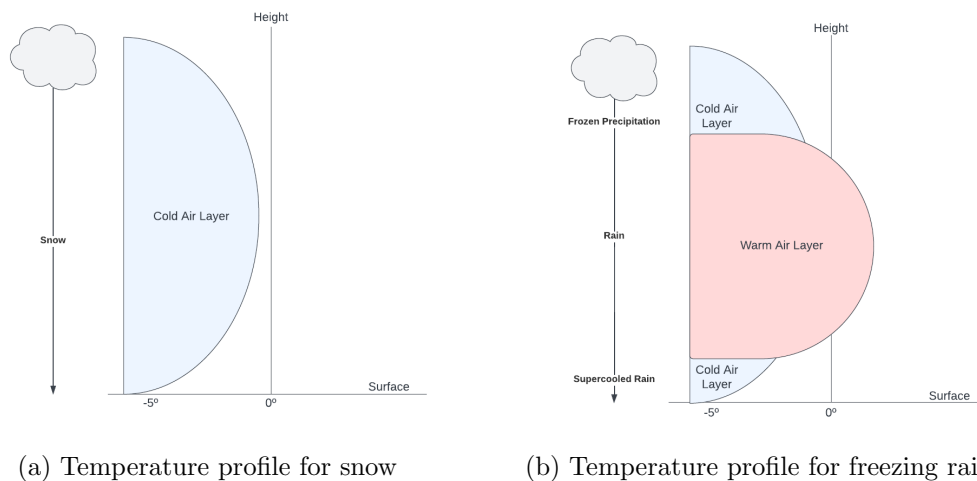 Height
Snow
Cold Air Layer
Surface
-5º
0º
(a) Temperature profile for snow
Height
Cold Air
Layer
Frozen Precipitation
Rain
Warm Air Layer
Supercooled Rain
Cold Air
Layer
Surface
-5º
0º
(b) Temperature profile for freezing rai